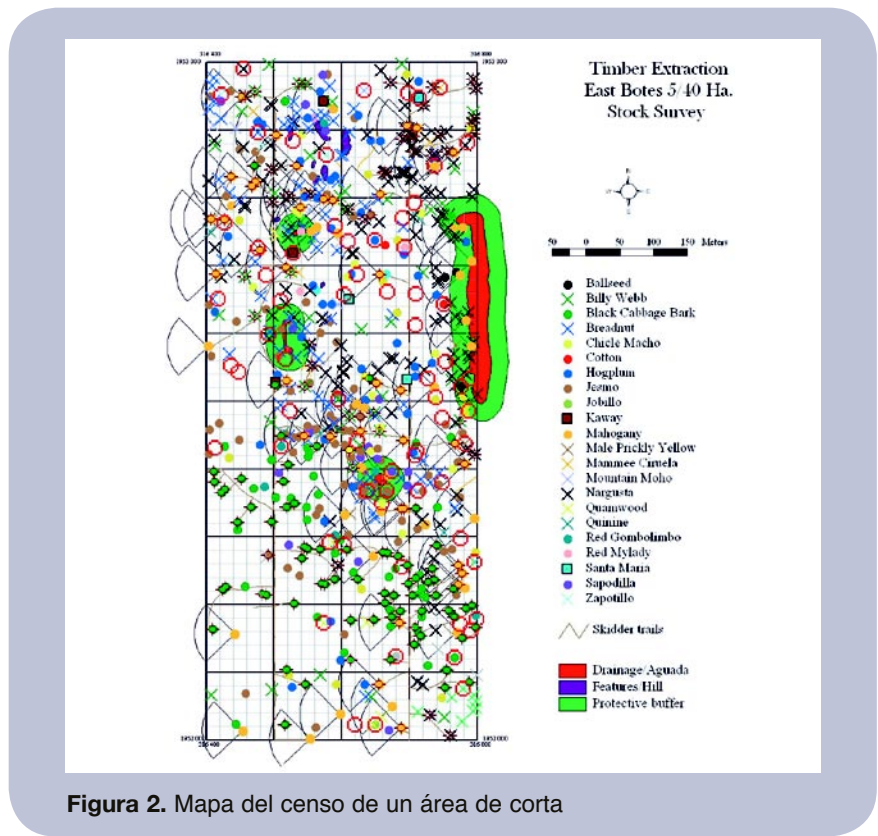 Timber Extraction
East Botes 5/40 Ha.
Stock Survey
50 0 50 100 150 Meters
Ballseed
Billy Webb
Black Cabbage Bark
Breadnut
Chicle Macho
Cotton
Hogplum
Jesmo
Jobillo
Kaway
Mahogany
Male Prickly Yellow
Mammee Ciruela
Mountain Moho
Nargusta
Quamwood
Quinine
Red Gombolimbo
Red Mylady
Santa Maria
Sapodilla
Zapotillo
Skidder trails
Drainage/Aguada
Features Hill
Protective buffer
Figura 2. Mapa del censo de un área de corta